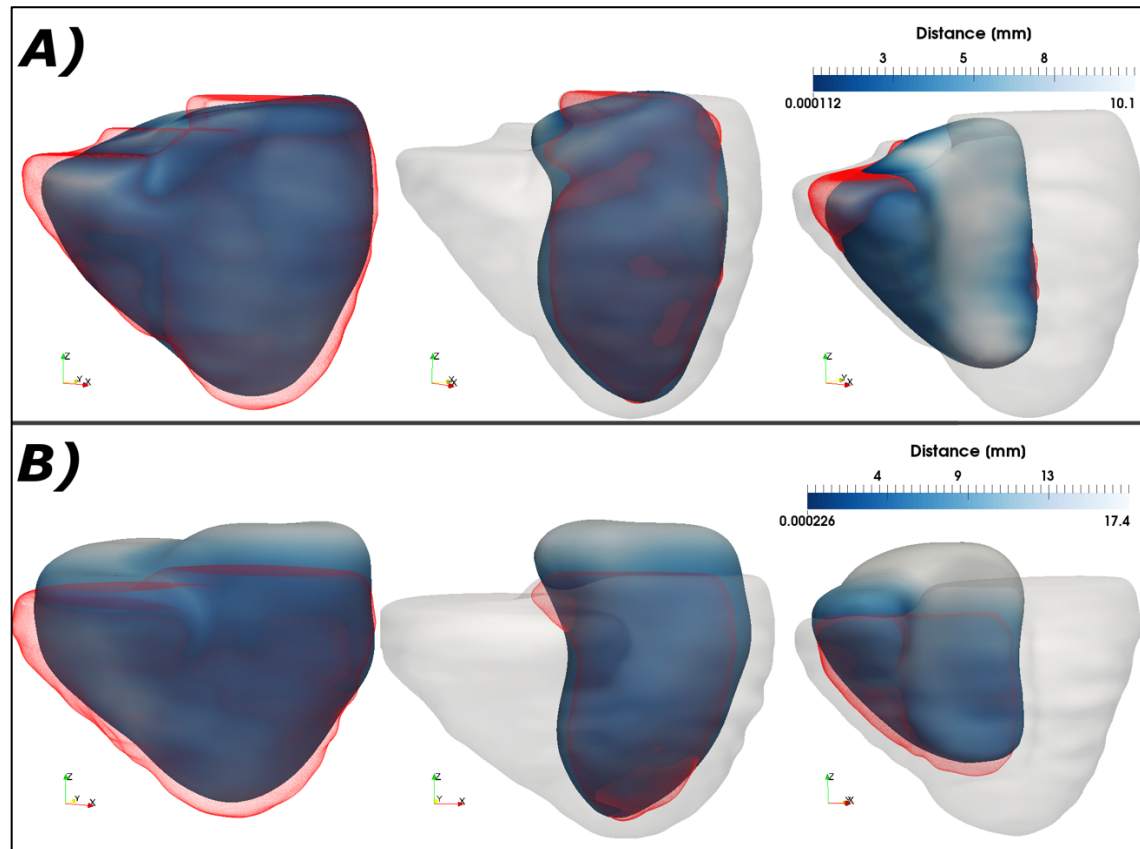 A)
Distance (mm)
3 5 8
0.000112 10.1
Z Y X
Z Y X
Z Y X
B)
Distance (mm)
4 9 13
0.000226 17.4
Z Y X
Z Y X
Z Y X